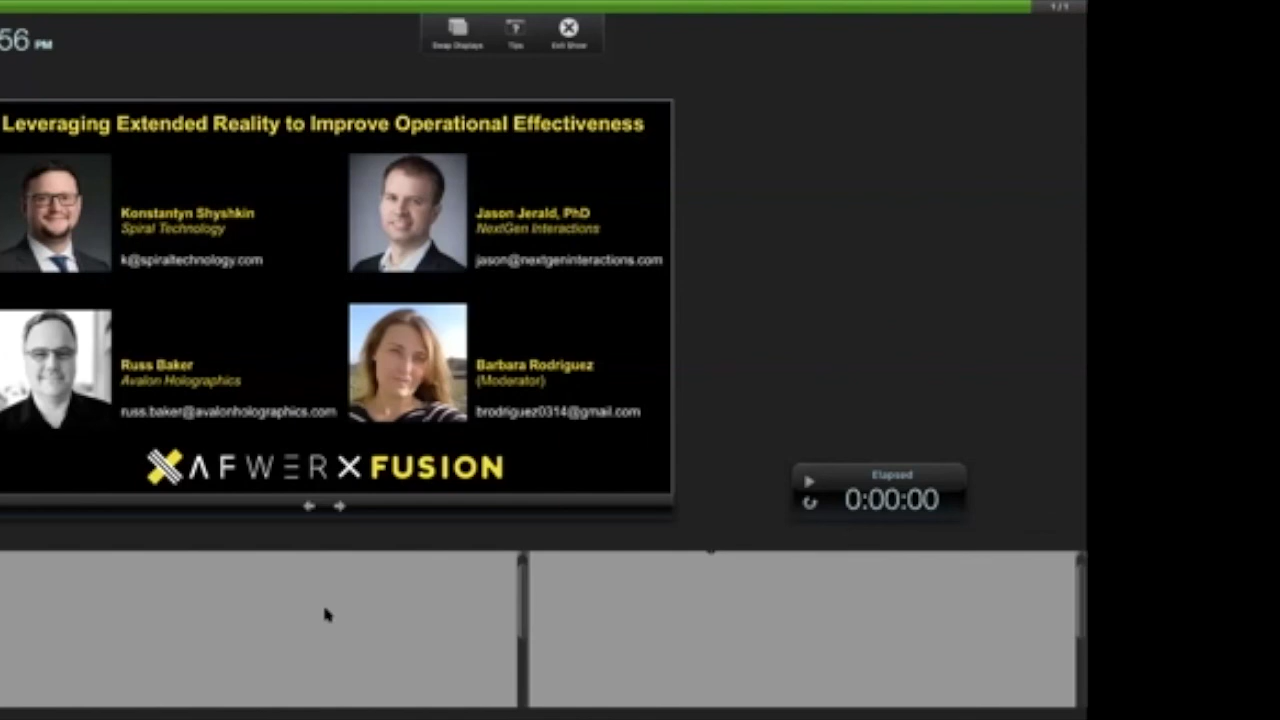 1/1
56 PM
Swap Displays
Tips
Exit Show
Leveraging Extended Reality to Improve Operational Effectiveness
Konstantyn Shyshkin
Spiral Technology
k@spiraltechnology.com
Jason Jerald, PhD
NextGen Interactions
jason@nextgeninteractions.com
Russ Baker
Avalon Holographics
russ.baker@avalonholographics.com
Barbara Rodriguez
(Moderator)
brodriguez0314@gmail.com
AFWERX FUSION
Elapsed
0:00:00